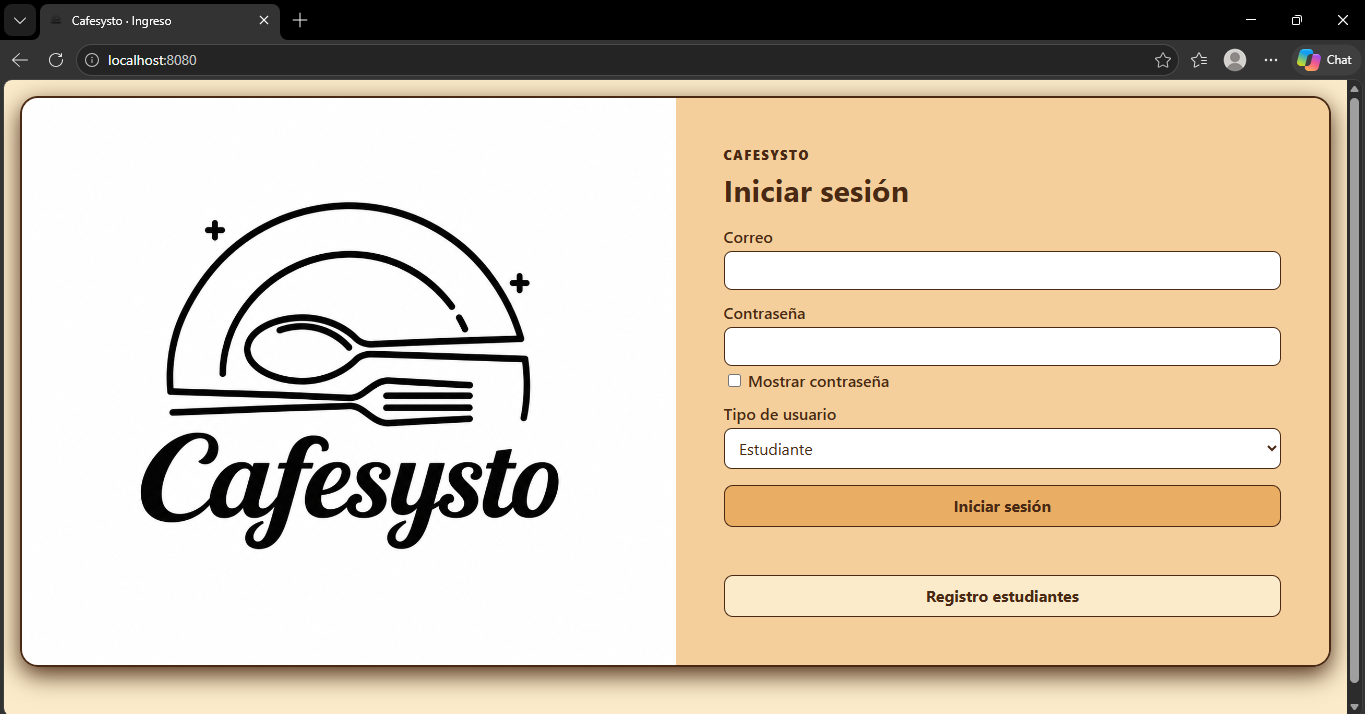 Cafesysto · Ingreso
localhost:8080
Chat
Cafesysto
CAFESYSTO
Iniciar sesión
Correo
Contraseña
Mostrar contraseña
Tipo de usuario
Estudiante
Iniciar sesión
Registro estudiantes